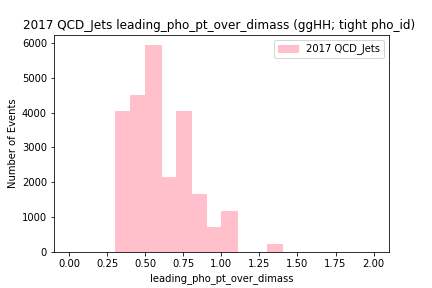 2017 QCD_Jets leading_pho_pt_over_dimass (ggHH; tight pho_id)
2017 QCD_Jets
Number of Events
6000
5000
4000
3000
2000
1000
0
0.00 0.25 0.50 0.75 1.00 1.25 1.50 1.75 2.00
leading_pho_pt_over_dimass